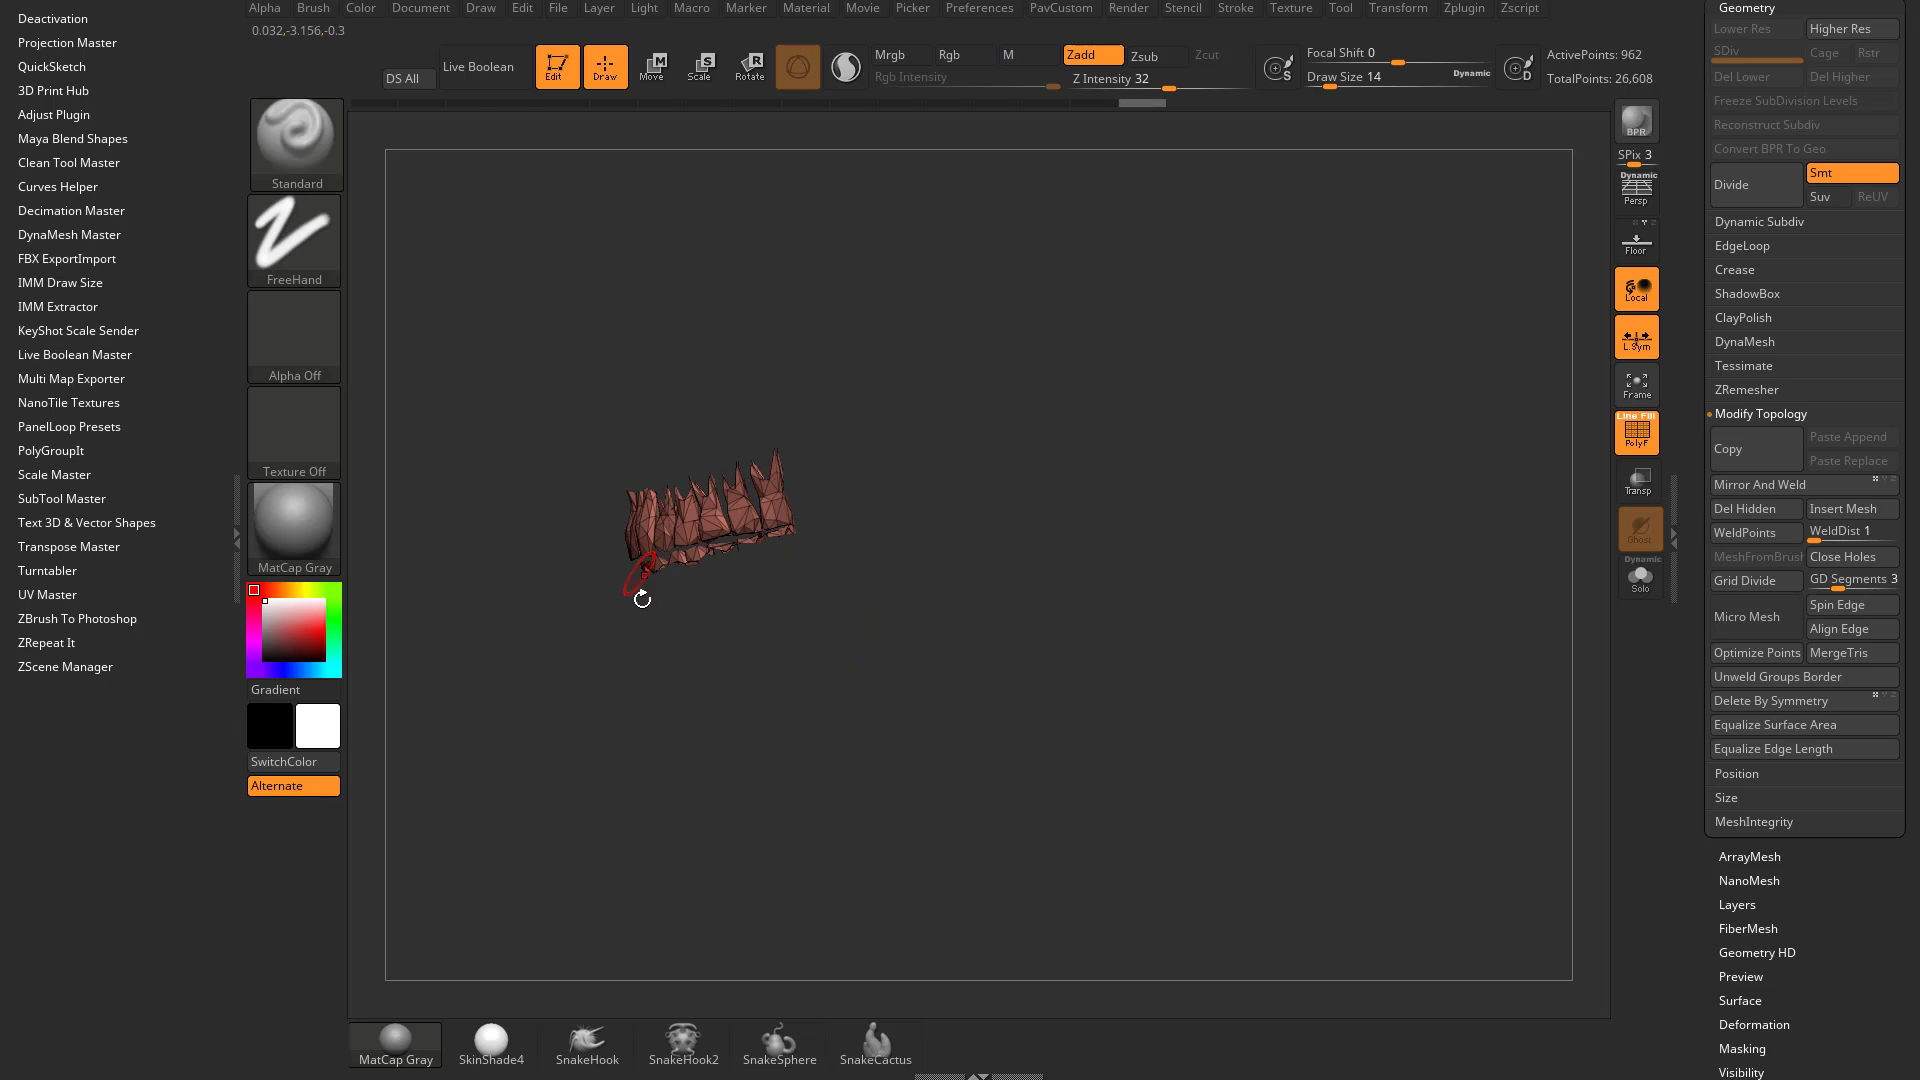 Alpha Brush Color Document Draw Edit File Layer Light Macro Marker Material Movie Picker Preferences PavCustom Render Stencil Stroke Texture Tool Transform Zplugin Zscript
0.032,-3.156,-0.3
Deactivation
Projection Master
QuickSketch
3D Print Hub
Adjust Plugin
Maya Blend Shapes
Clean Tool Master
Curves Helper
Decimation Master
DynaMesh Master
FBX ExportImport
IMM Draw Size
IMM Extractor
KeyShot Scale Sender
Live Boolean Master
Multi Map Exporter
NanoTile Textures
PanelLoop Presets
PolyGroupIt
Scale Master
SubTool Master
Text 3D & Vector Shapes
Transpose Master
Turntabler
UV Master
ZBrush To Photoshop
ZRepeat It
ZScene Manager
DS All
Live Boolean
Edit
Draw
Move
Scale
Rotate
Mrgb Rgb M
Rgb Intensity
Zadd Zsub Zcut
Z Intensity 32
Focal Shift 0
Draw Size 14 Dynamic
ActivePoints: 962
TotalPoints: 26,608
Standard
FreeHand
Alpha Off
Texture Off
MatCap Gray
Gradient
SwitchColor
Alternate
BPR
SPix 3
Dynamic
Persp
Floor
Local
L.Sym
Frame
Line Fill
PolyF
Transp
Ghost
Dynamic
Solo
Geometry
Lower Res Higher Res
SDiv Cage Rstr
Del Lower Del Higher
Freeze SubDivision Levels
Reconstruct Subdiv
Convert BPR To Geo
Divide
Smt
Suv ReUV
Dynamic Subdiv
EdgeLoop
Crease
ShadowBox
ClayPolish
DynaMesh
Tessimate
ZRemesher
Modify Topology
Copy
Paste Append
Paste Replace
Mirror And Weld
Del Hidden Insert Mesh
WeldPoints WeldDist 1
MeshFromBrush Close Holes
Grid Divide GD Segments 3
Micro Mesh
Spin Edge
Align Edge
Optimize Points MergeTris
Unweld Groups Border
Delete By Symmetry
Equalize Surface Area
Equalize Edge Length
Position
Size
MeshIntegrity
ArrayMesh
NanoMesh
Layers
FiberMesh
Geometry HD
Preview
Surface
Deformation
Masking
Visibility
MatCap Gray SkinShade4 SnakeHook SnakeHook2 SnakeSphere SnakeCactus